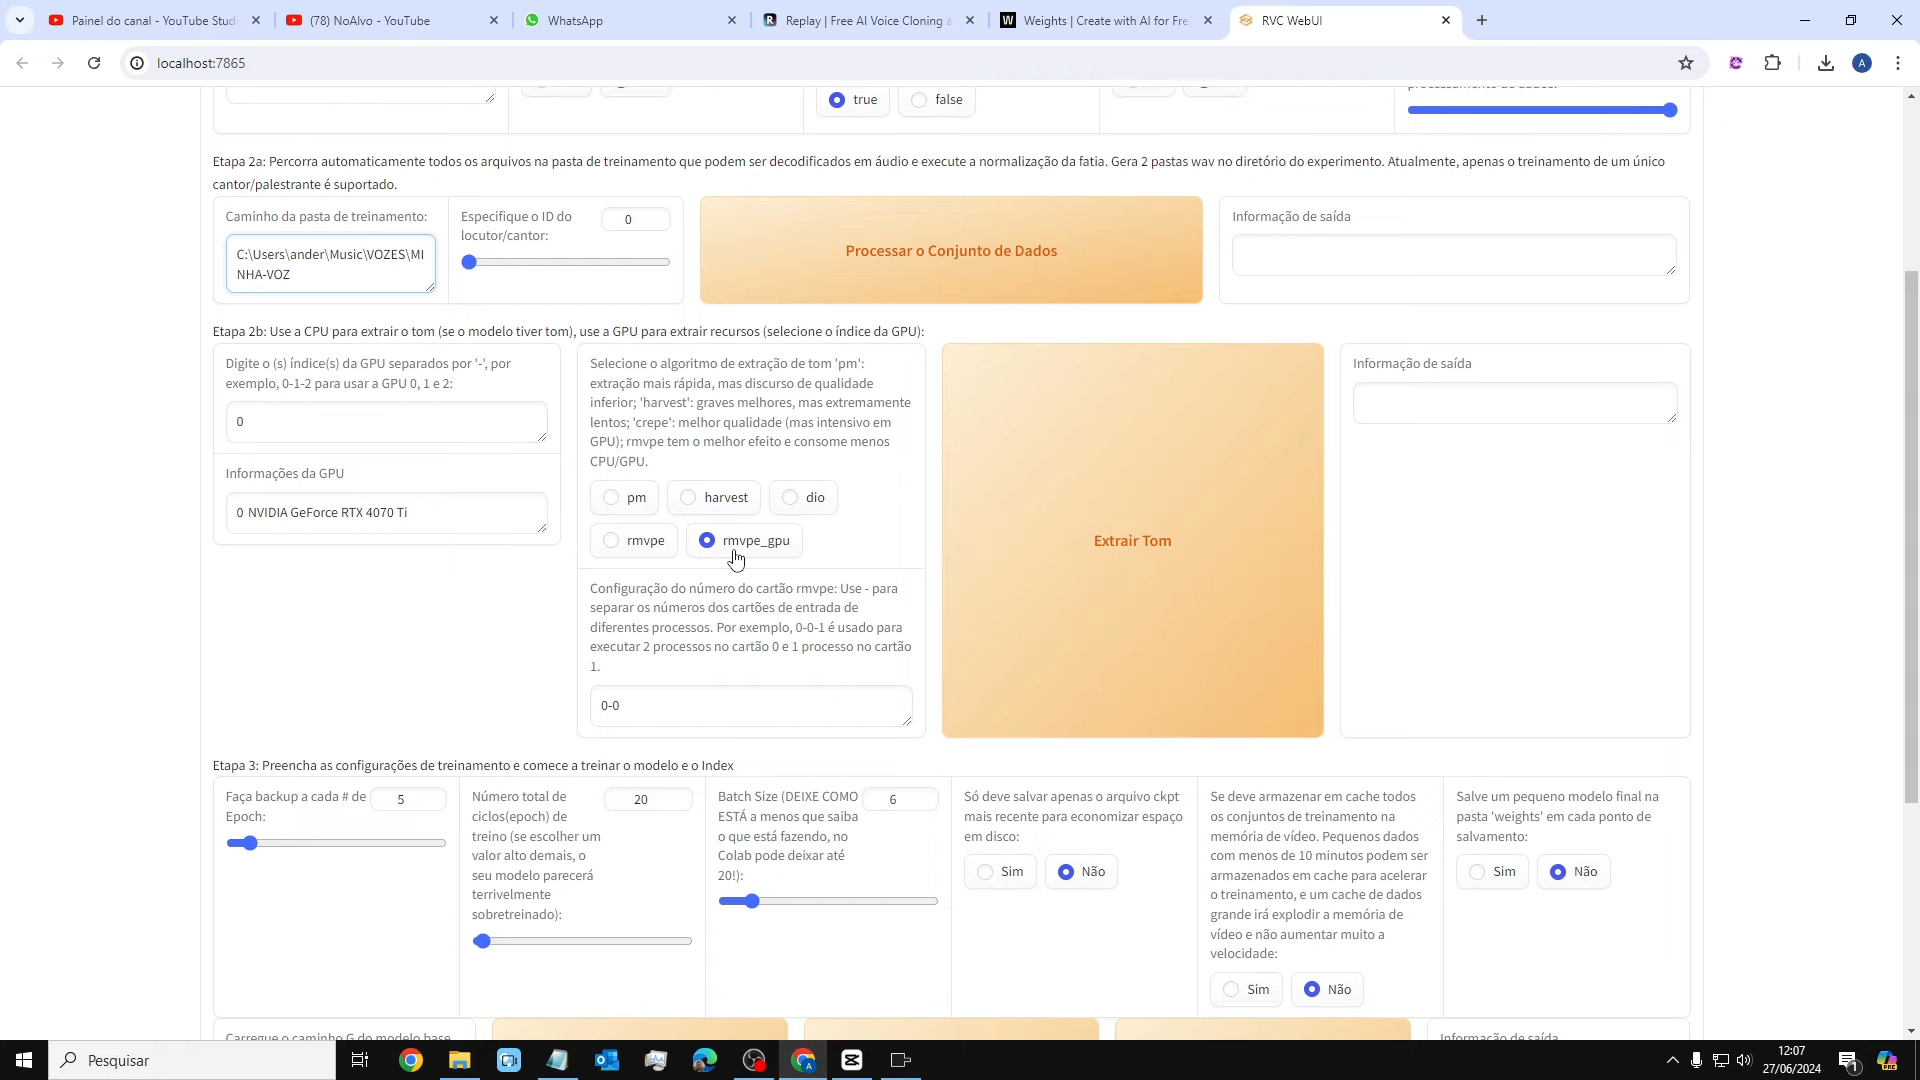 Painel do canal - YouTube Stud
(78) NoAlvo - YouTube
WhatsApp
Replay | Free AI Voice Cloning a
Weights | Create with AI for Fre
RVC WebUI
localhost:7865
A
true
false
Etapa 2a: Percorra automaticamente todos os arquivos na pasta de treinamento que podem ser decodificados em áudio e execute a normalização da fatia. Gera 2 pastas wav no diretório do experimento. Atualmente, apenas o treinamento de um único
cantor/palestrante é suportado.
Caminho da pasta de treinamento:
C:\Users\ander\Music\VOZES\MI
NHA-VOZ
Especifique o ID do
locutor/cantor:
0
Processar o Conjunto de Dados
Informação de saída
Etapa 2b: Use a CPU para extrair o tom (se o modelo tiver tom), use a GPU para extrair recursos (selecione o índice da GPU):
Digite o (s) índice(s) da GPU separados por '-', por
exemplo, 0-1-2 para usar a GPU 0, 1 e 2:
0
Informações da GPU
0 NVIDIA GeForce RTX 4070 Ti
Selecione o algoritmo de extração de tom 'pm':
extração mais rápida, mas discurso de qualidade
inferior; 'harvest': graves melhores, mas extremamente
lentos; 'crepe': melhor qualidade (mas intensivo em
GPU); rmvpe tem o melhor efeito e consome menos
CPU/GPU.
pm
harvest
dio
rmvpe
rmvpe_gpu
Configuração do número do cartão rmvpe: Use - para
separar os números dos cartões de entrada de
diferentes processos. Por exemplo, 0-0-1 é usado para
executar 2 processos no cartão 0 e 1 processo no cartão
1.
0-0
Extrair Tom
Informação de saída
Etapa 3: Preencha as configurações de treinamento e comece a treinar o modelo e o Index
Faça backup a cada # de
Epoch:
5
Número total de
ciclos(epoch) de
treino (se escolher um
valor alto demais, o
seu modelo parecerá
terrivelmente
sobretreinado):
20
Batch Size (DEIXE COMO
ESTÁ a menos que saiba
o que está fazendo, no
Colab pode deixar até
20!):
6
Só deve salvar apenas o arquivo ckpt
mais recente para economizar espaço
em disco:
Sim
Não
Se deve armazenar em cache todos
os conjuntos de treinamento na
memória de vídeo. Pequenos dados
com menos de 10 minutos podem ser
armazenados em cache para acelerar
o treinamento, e um cache de dados
grande irá explodir a memória de
vídeo e não aumentar muito a
velocidade:
Sim
Não
Salve um pequeno modelo final na
pasta 'weights' em cada ponto de
salvamento:
Sim
Não
Carregue o caminho G do modelo base
Informação de saída
Pesquisar
12:07
27/06/2024
1